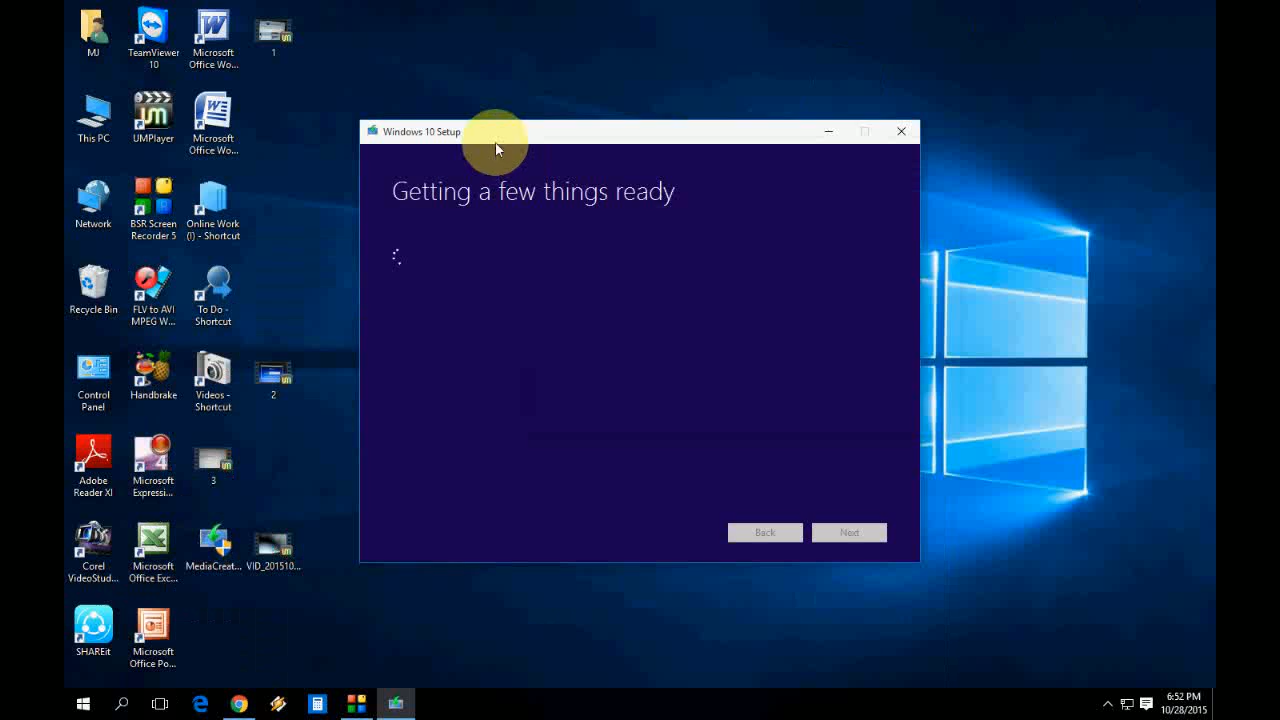 MJ
TeamViewer
10
Microsoft
Office Wo...
1
This PC
UMPlayer
Microsoft
Office Wo...
Network
BSR Screen
Recorder 5
Online Work
(I) - Shortcut
Recycle Bin
FLV to AVI
MPEG W...
To Do -
Shortcut
Control
Panel
Handbrake
Videos -
Shortcut
2
Adobe
Reader XI
Microsoft
Expressi...
3
Corel
VideoStud...
Microsoft
Office Exc...
MediaCreat...
VID_201510...
SHAREit
Microsoft
Office Po...
Windows 10 Setup
Getting a few things ready
Back
Next
6:52 PM
10/28/2015